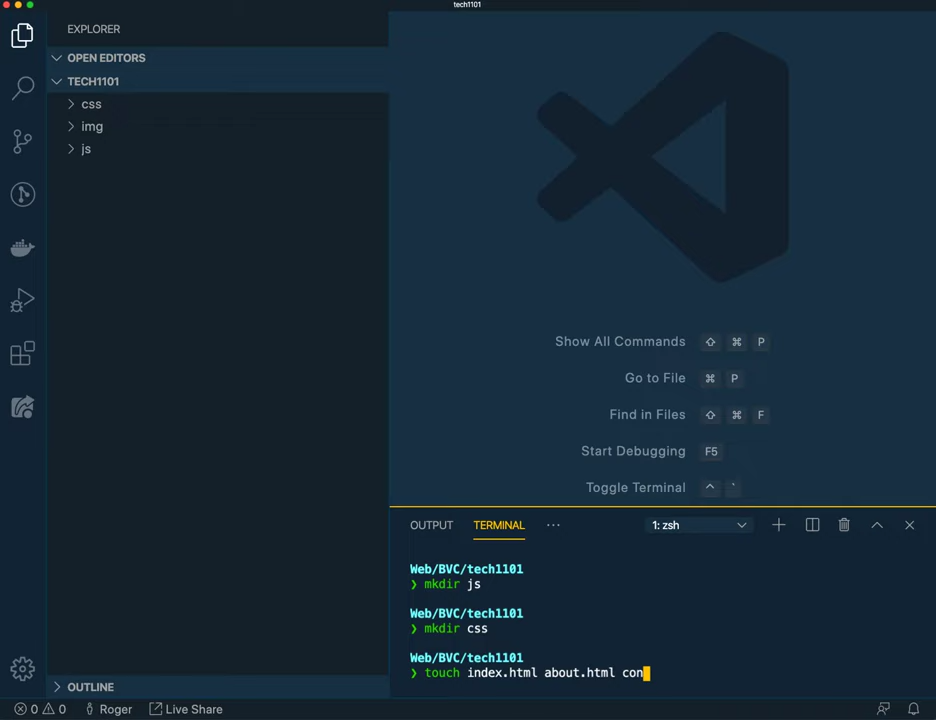 tech1101
EXPLORER
OPEN EDITORS
TECH1101
css
img
js
Show All Commands ⇧ ⌘ P
Go to File ⌘ P
Find in Files ⇧ ⌘ F
Start Debugging F5
Toggle Terminal ^ `
OUTPUT TERMINAL ··· 1: zsh
Web/BVC/tech1101
❯ mkdir js
Web/BVC/tech1101
❯ mkdir css
Web/BVC/tech1101
❯ touch index.html about.html con
OUTLINE
0 0 Roger Live Share